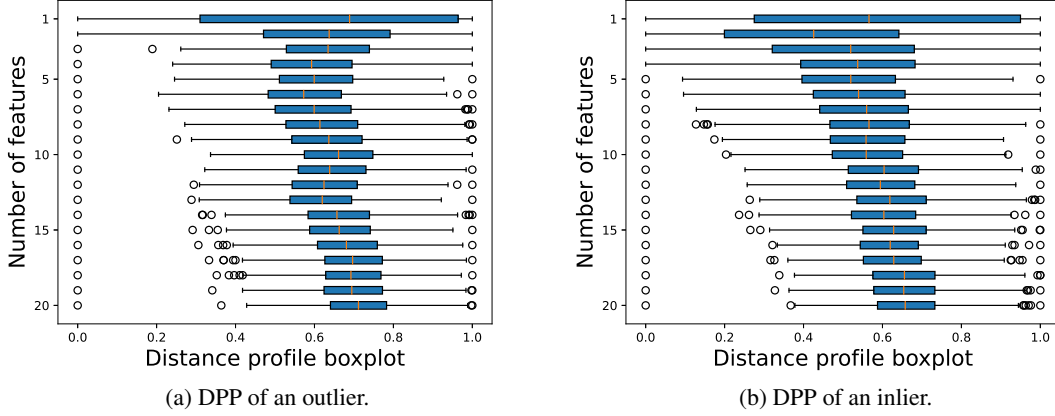 1
5
10
15
20
Number of features
0.0 0.2 0.4 0.6 0.8 1.0
Distance profile boxplot
(a) DPP of an outlier.
1
5
10
15
20
Number of features
0.0 0.2 0.4 0.6 0.8 1.0
Distance profile boxplot
(b) DPP of an inlier.